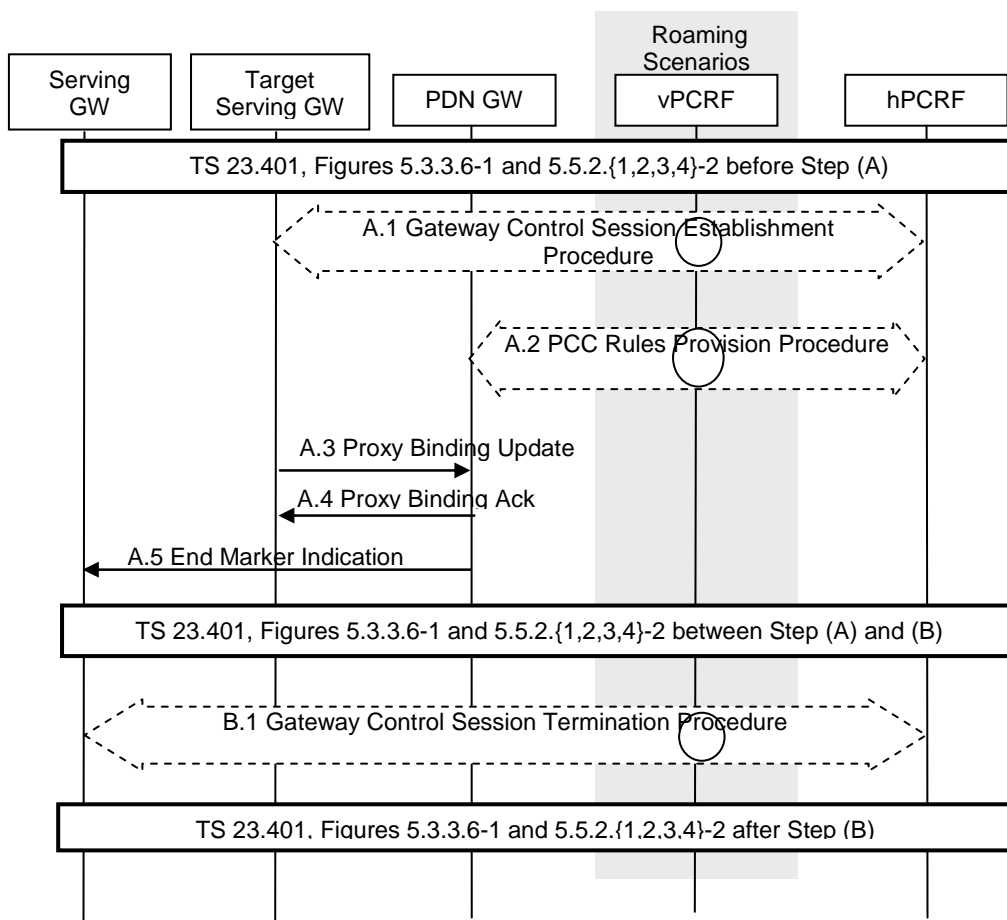 Roaming
Scenarios
Serving
GW
Target
Serving GW
PDN GW
vPCRF
hPCRF
TS 23.401, Figures 5.3.3.6-1 and 5.5.2.{1,2,3,4}-2 before Step (A)
A.1 Gateway Control Session Establishment
Procedure
A.2 PCC Rules Provision Procedure
A.3 Proxy Binding Update
A.4 Proxy Binding Ack
A.5 End Marker Indication
TS 23.401, Figures 5.3.3.6-1 and 5.5.2.{1,2,3,4}-2 between Step (A) and (B)
B.1 Gateway Control Session Termination Procedure
TS 23.401, Figures 5.3.3.6-1 and 5.5.2.{1,2,3,4}-2 after Step (B)